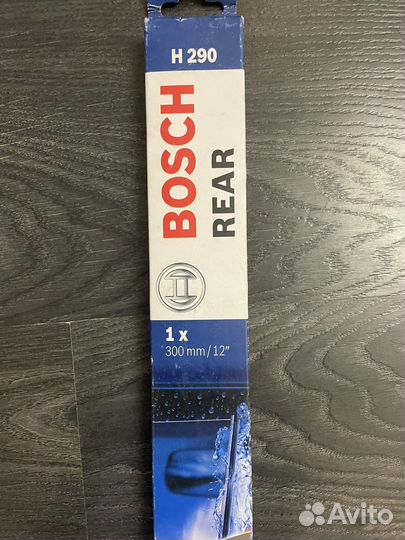 H 290
BOSCH
REAR
1 x
300 mm / 12"
Avito